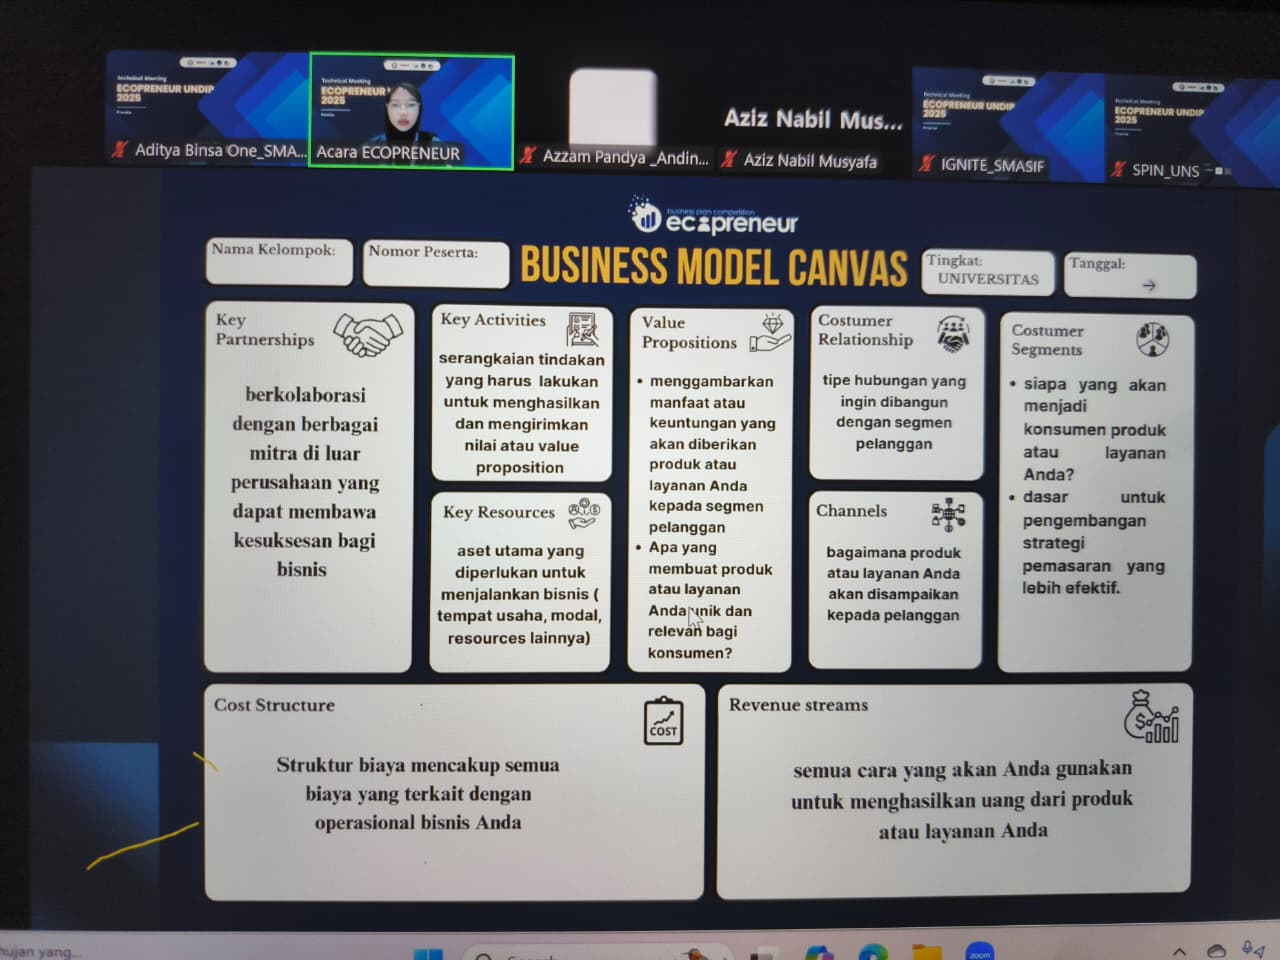 Technical Meeting
ECOPRENEUR UNDIP
2025
Aditya Binsa One_SMA...
Technical Meeting
ECOPRENEUR
2025
Acara ECOPRENEUR
Azzam Pandya _Andin...
Aziz Nabil Mus...
Aziz Nabil Musyafa
Technical Meeting
ECOPRENEUR UNDIP
2025
IGNITE_SMASIF
Technical Meeting
ECOPRENEUR UNDIP
2025
SPIN_UNS
business plan competition
ecopreneur
Nama Kelompok:
Nomor Peserta:
BUSINESS MODEL CANVAS
Tingkat:
UNIVERSITAS
Tanggal:
Key
Partnerships
berkolaborasi
dengan berbagai
mitra di luar
perusahaan yang
dapat membawa
kesuksesan bagi
bisnis
Key Activities
serangkaian tindakan
yang harus lakukan
untuk menghasilkan
dan mengirimkan
nilai atau value
proposition
Key Resources
aset utama yang
diperlukan untuk
menjalankan bisnis (
tempat usaha, modal,
resources lainnya)
Value
Propositions
• menggambarkan
manfaat atau
keuntungan yang
akan diberikan
produk atau
layanan Anda
kepada segmen
pelanggan
• Apa yang
membuat produk
atau layanan
Anda unik dan
relevan bagi
konsumen?
Costumer
Relationship
tipe hubungan yang
ingin dibangun
dengan segmen
pelanggan
Channels
bagaimana produk
atau layanan Anda
akan disampaikan
kepada pelanggan
Costumer
Segments
• siapa yang akan
menjadi
konsumen produk
atau layanan
Anda?
• dasar untuk
pengembangan
strategi
pemasaran yang
lebih efektif.
Cost Structure
COST
Struktur biaya mencakup semua
biaya yang terkait dengan
operasional bisnis Anda
Revenue streams
semua cara yang akan Anda gunakan
untuk menghasilkan uang dari produk
atau layanan Anda
hujan yang...
zoom